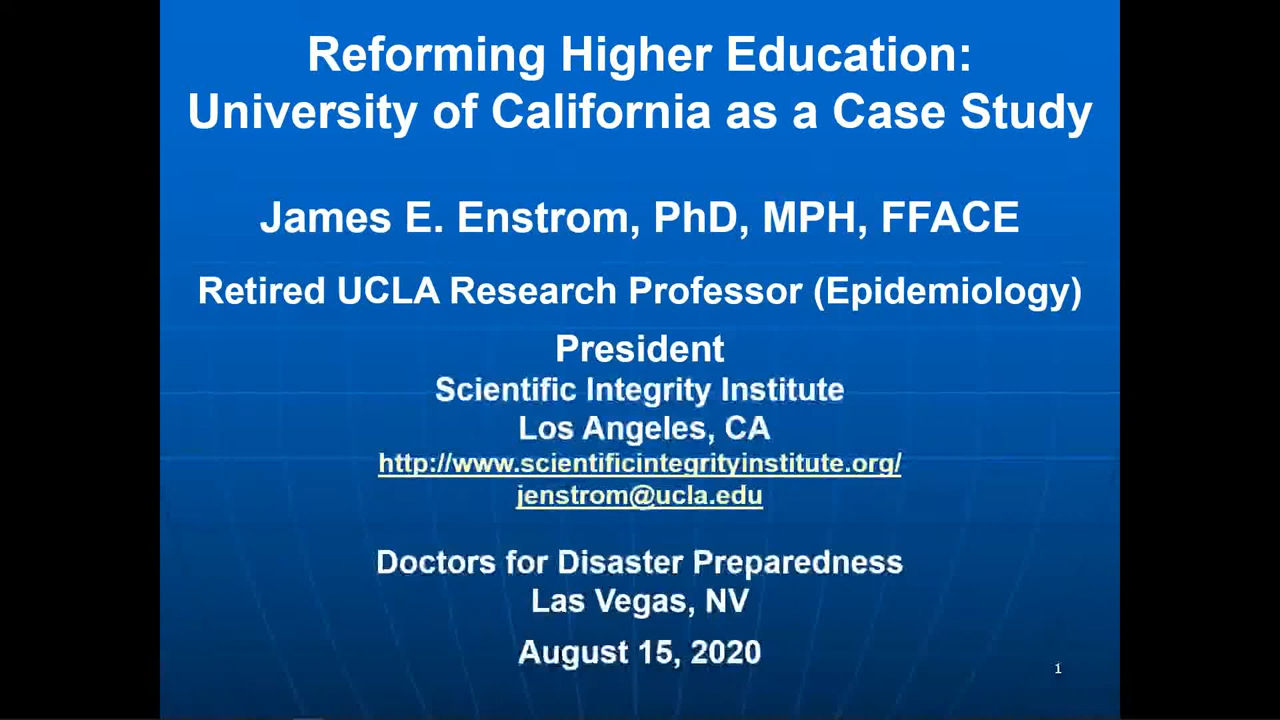 Reforming Higher Education:
University of California as a Case Study
James E. Enstrom, PhD, MPH, FFACE
Retired UCLA Research Professor (Epidemiology)
President
Scientific Integrity Institute
Los Angeles, CA
http://www.scientificintegrityinstitute.org/
jenstrom@ucla.edu
Doctors for Disaster Preparedness
Las Vegas, NV
August 15, 2020
1